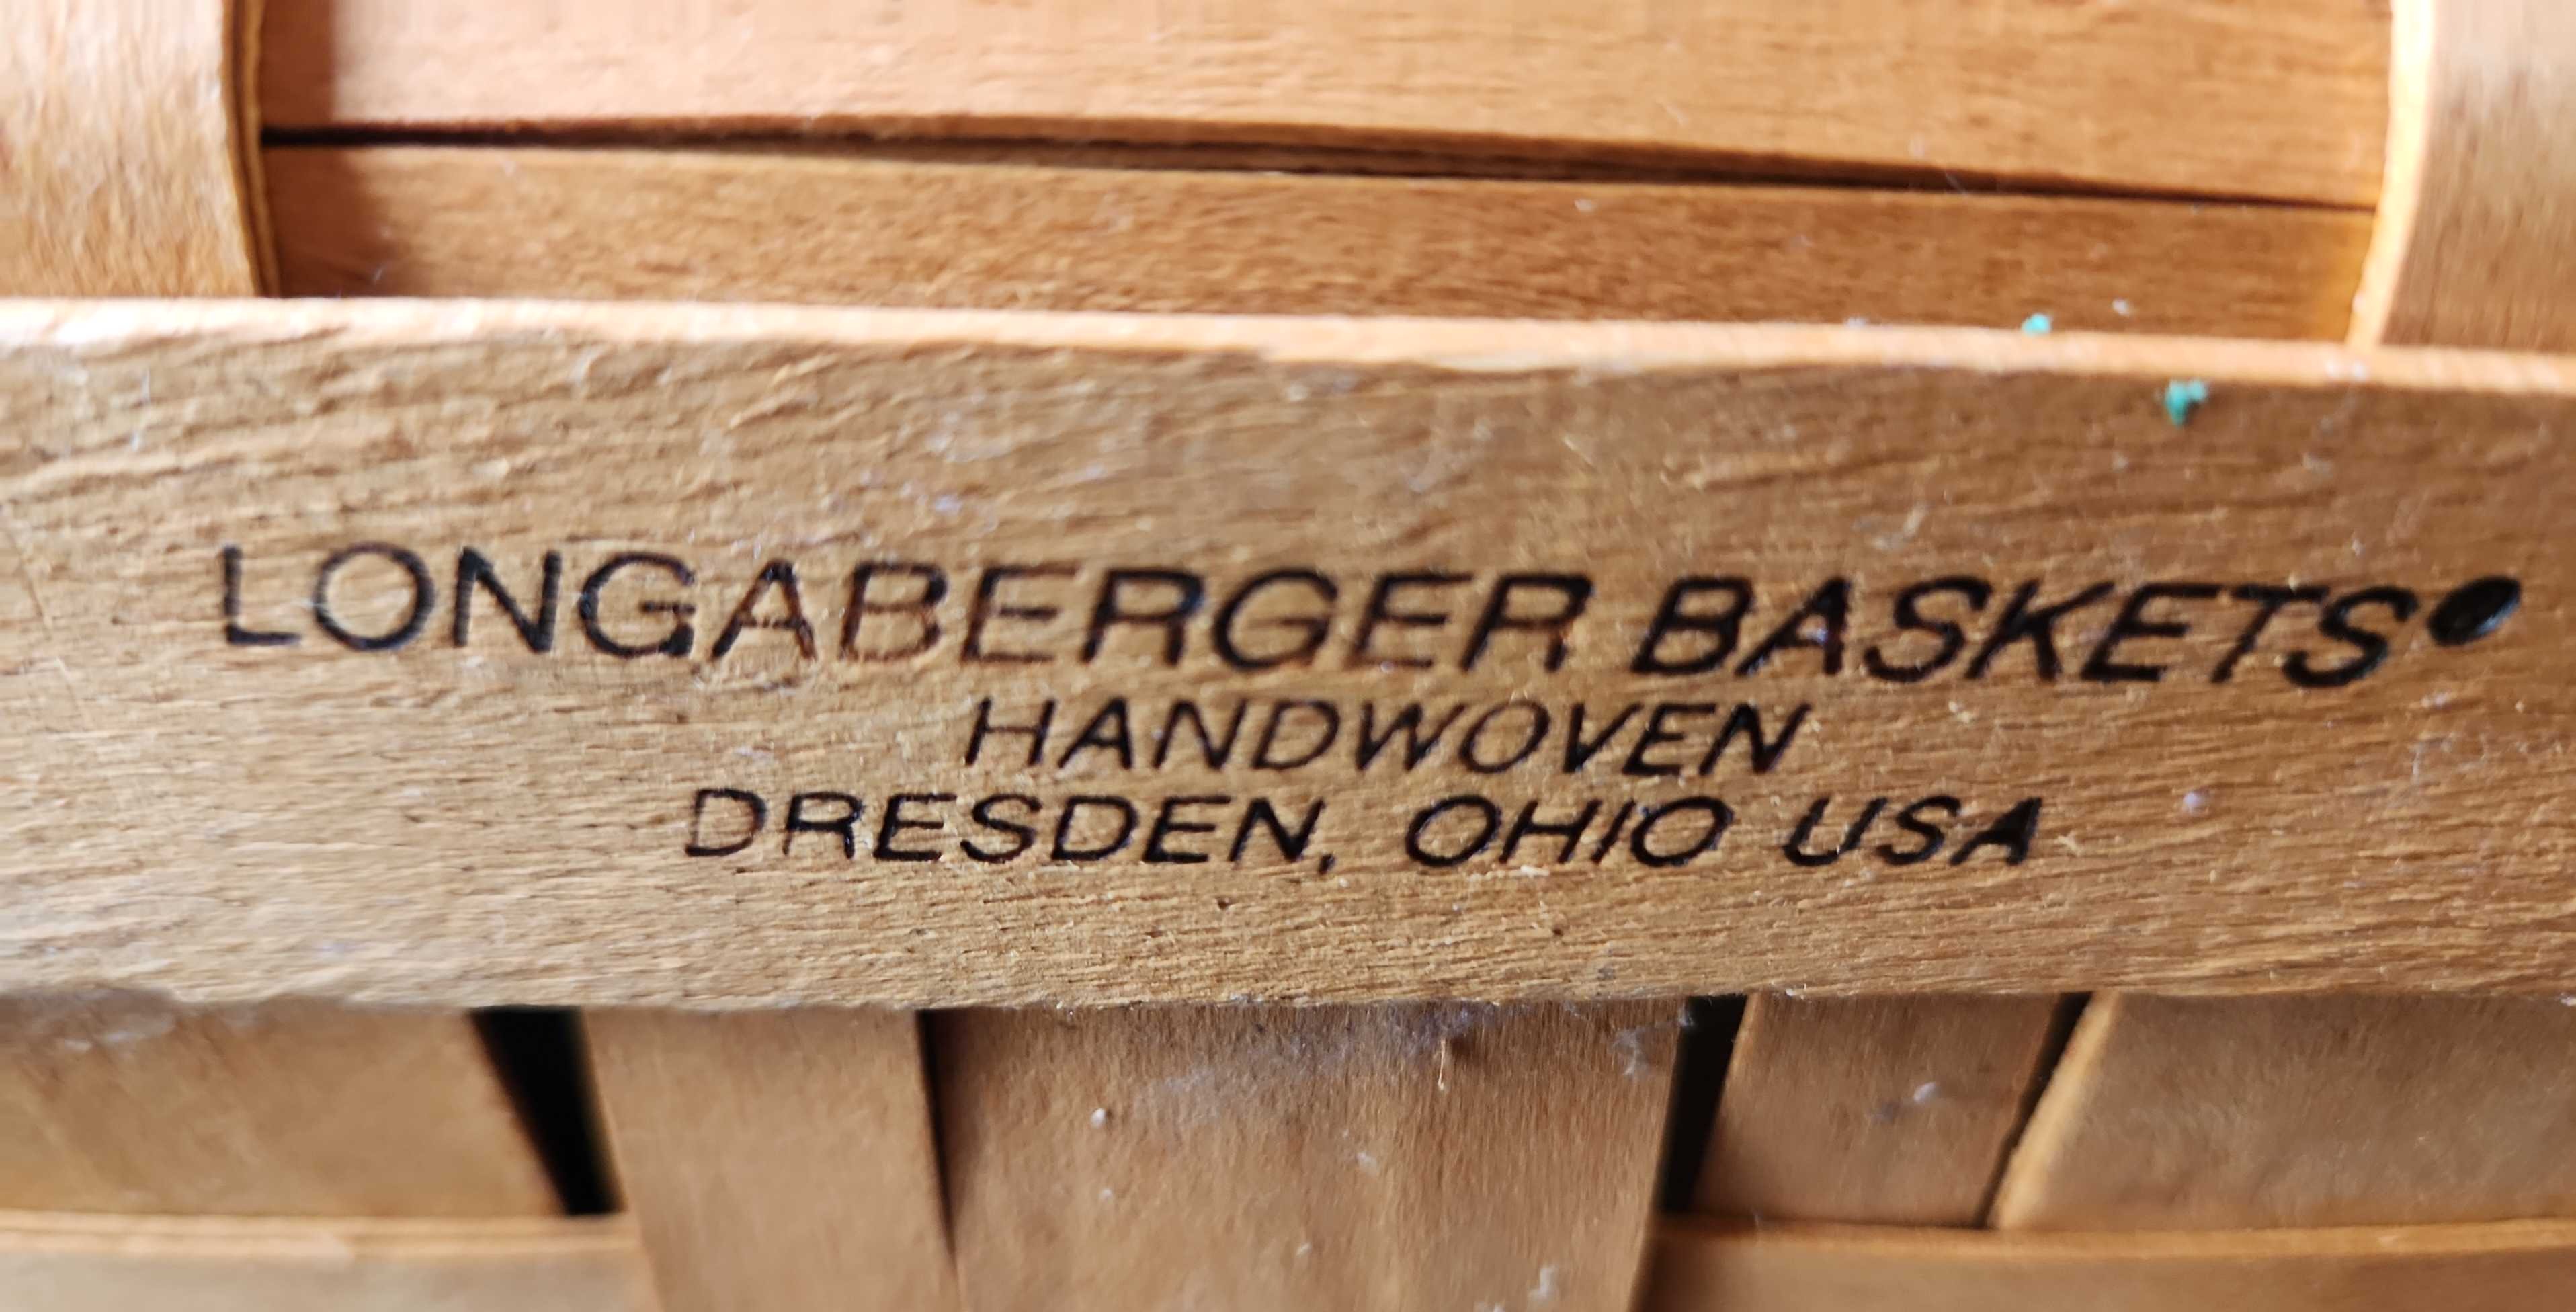 LONGABERGER BASKETS®
HANDWOVEN
DRESDEN, OHIO USA